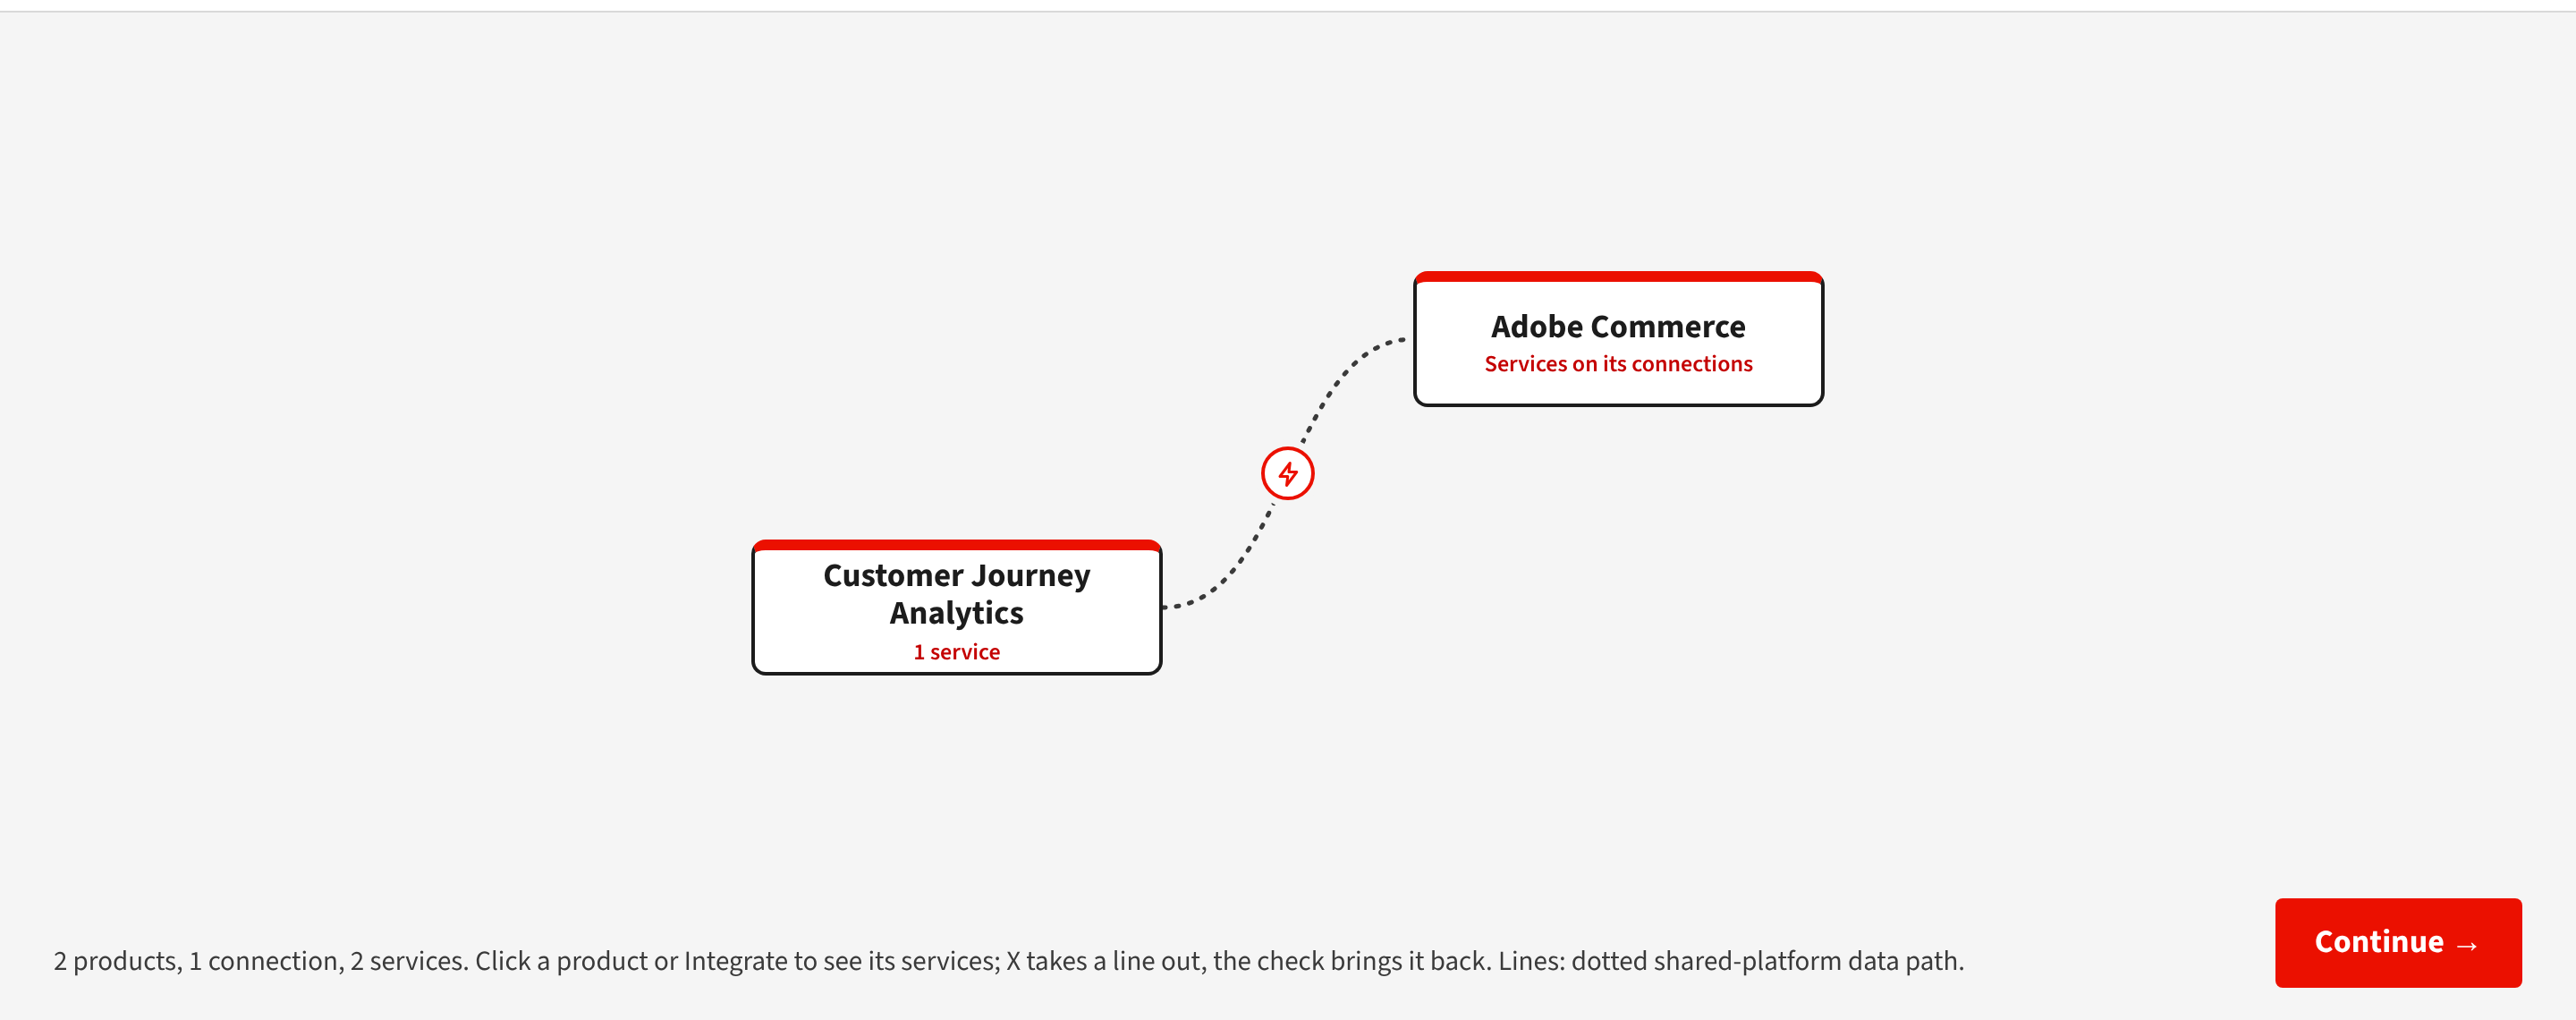 Adobe Commerce
Services on its connections
Customer Journey
Analytics
1 service
2 products, 1 connection, 2 services. Click a product or Integrate to see its services; X takes a line out, the check brings it back. Lines: dotted shared-platform data path.
Continue →